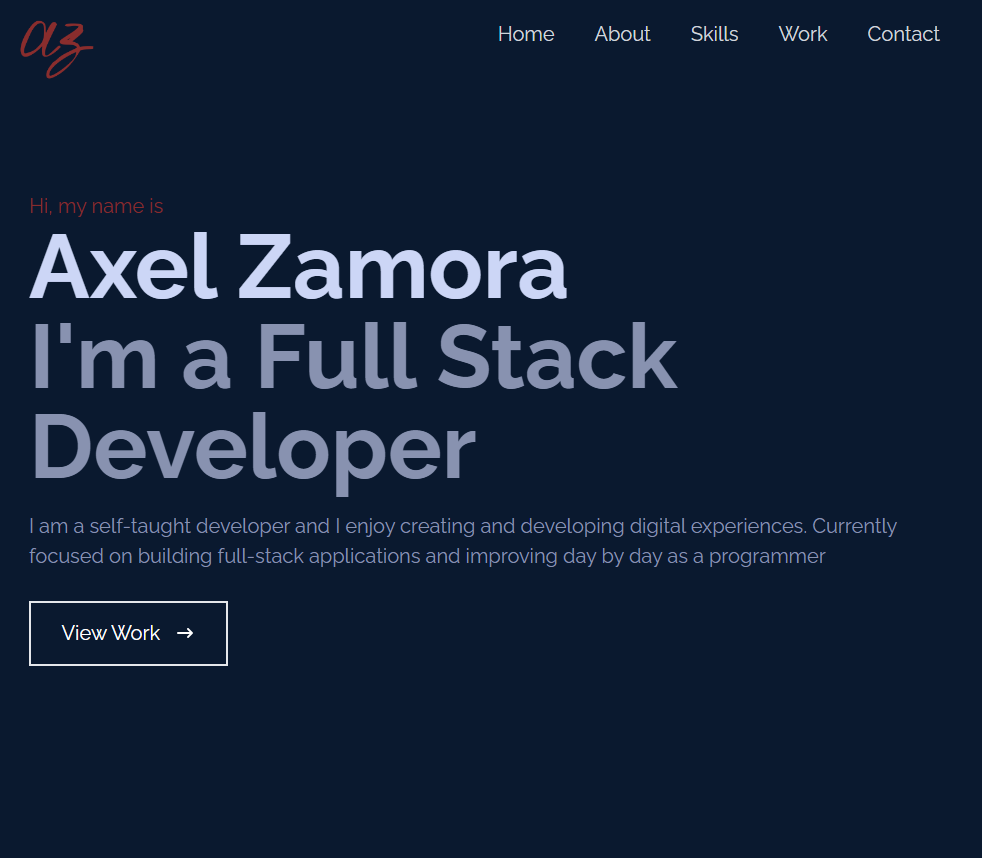 az
Home About Skills Work Contact
Hi, my name is
Axel Zamora
I'm a Full Stack
Developer
I am a self-taught developer and I enjoy creating and developing digital experiences. Currently
focused on building full-stack applications and improving day by day as a programmer
View Work →